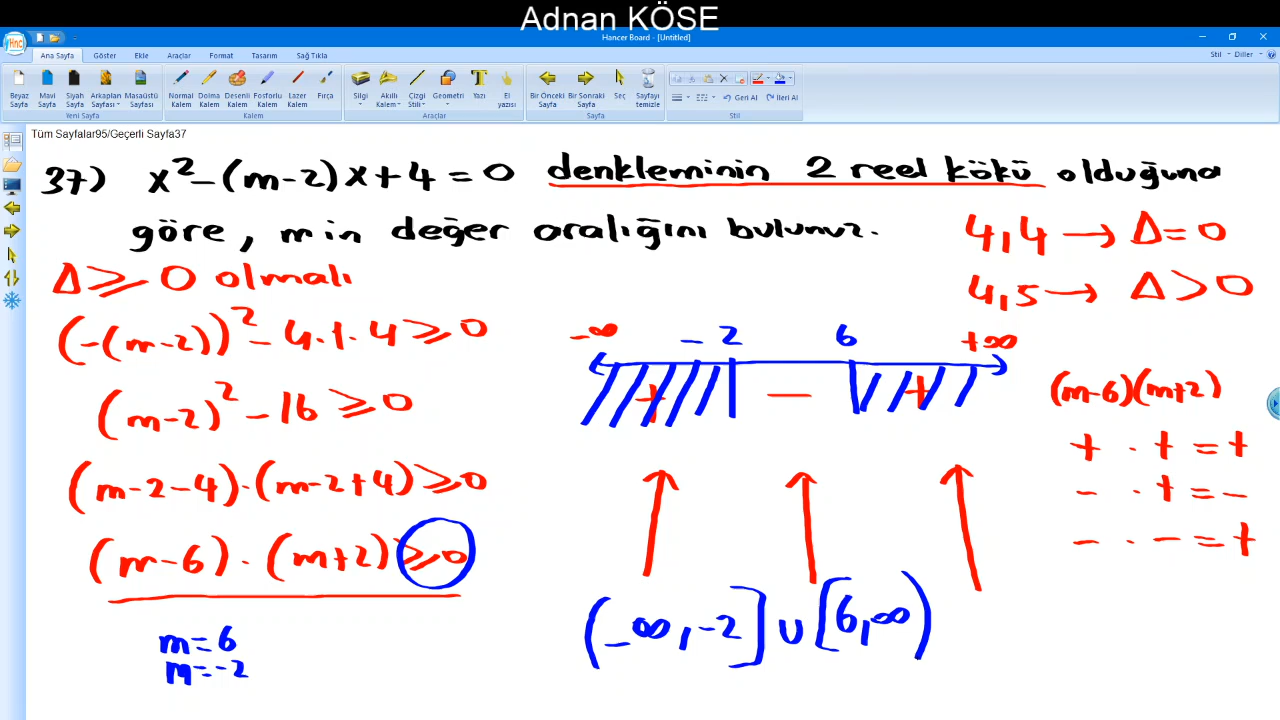 Adnan KÖSE
Hancer Board - [Untitled]
Hnc
Ana Sayfa Göster Ekle Araçlar Format Tasarım Sağ Tıkla
Stil Diller
Beyaz Sayfa Mavi Sayfa Siyah Sayfa Arkaplan Sayfası Masaüstü Sayfası
Normal Kalem Dolma Kalem Desenli Kalem Fosforlu Kalem Lazer Kalem Fırça
Silgi Akıllı Kalem Çizgi Stili Geometri Yazı El yazısı
Bir Önceki Sayfa Bir Sonraki Sayfa Seç Sayfayı temizle
Geri Al İleri Al
Yeni Sayfa Kalem Araçlar Sayfa Stil
Tüm Sayfalar95/Geçerli Sayfa37
37) x² - (m-2)x + 4 = 0 denkleminin 2 reel kökü olduğuna
göre, m in değer aralığını bulunuz.
4,4 → Δ = 0
4,5 → Δ > 0
Δ ≥ 0 olmalı
(-(m-2))² - 4.1.4 ≥ 0
(m-2)² - 16 ≥ 0
(m-2-4).(m-2+4) ≥ 0
(m-6).(m+2) ≥ 0
m = 6
m = -2
-∞ -2 6 +∞
+ - +
(-∞, -2] ∪ [6, ∞)
(m-6)(m+2)
+ . + = +
- . + = -
- . - = +